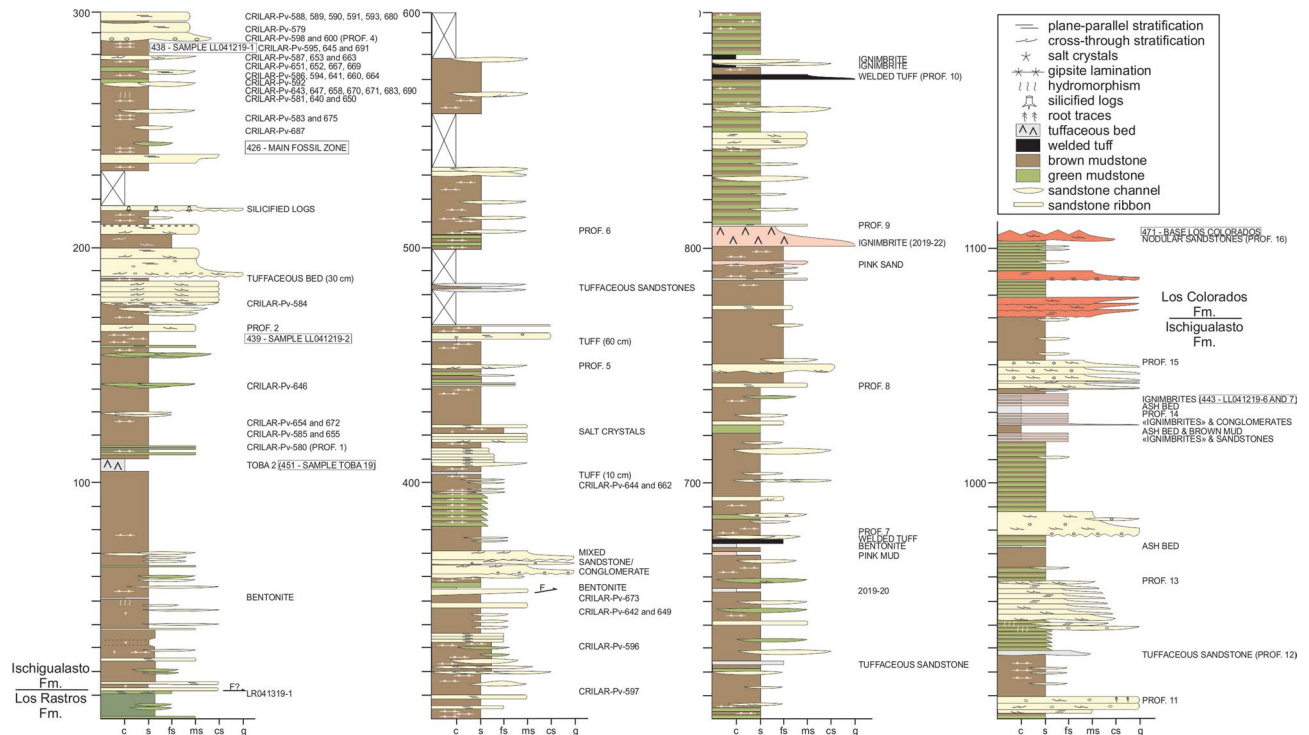 300
CRILAR-Pv-588, 589, 590, 591, 593, 680
CRILAR-Pv-579
CRILAR-Pv-598 and 600 (PROF. 4)
438 - SAMPLE LL041219-1 CRILAR-Pv-595, 645 and 691
CRILAR-Pv-587, 653 and 663
CRILAR-Pv-651, 652, 667, 669
CRILAR-Pv-586, 594, 641, 660, 664
CRILAR-Pv-592
CRILAR-Pv-643, 647, 658, 670, 671, 683, 690
CRILAR-Pv-581, 640 and 650
CRILAR-Pv-583 and 675
CRILAR-Pv-687
426 - MAIN FOSSIL ZONE
SILICIFIED LOGS
200
TUFFACEOUS BED (30 cm)
CRILAR-Pv-584
PROF. 2
439 - SAMPLE LL041219-2
CRILAR-Pv-646
CRILAR-Pv-654 and 672
CRILAR-Pv-585 and 655
CRILAR-Pv-580 (PROF. 1)
TOBA 2 (451 - SAMPLE TOBA 19)
100
BENTONITE
Ischigualasto
Fm.
Los Rastros
Fm.
F?
LR041319-1
c s fs ms cs g
600
PROF. 6
500
TUFFACEOUS SANDSTONES
TUFF (60 cm)
PROF. 5
SALT CRYSTALS
TUFF (10 cm)
400
CRILAR-Pv-644 and 662
MIXED
SANDSTONE/
CONGLOMERATE
BENTONITE
F
CRILAR-Pv-673
CRILAR-Pv-642 and 649
CRILAR-Pv-596
CRILAR-Pv-597
c s fs ms cs g
900
IGNIMBRITE
IGNIMBRITE
WELDED TUFF (PROF. 10)
PROF. 9
800
IGNIMBRITE (2019-22)
PINK SAND
PROF. 8
700
PROF. 7
WELDED TUFF
BENTONITE
PINK MUD
2019-20
TUFFACEOUS SANDSTONE
c s fs ms cs g
plane-parallel stratification
cross-through stratification
salt crystals
gipsite lamination
hydromorphism
silicified logs
root traces
tuffaceous bed
welded tuff
brown mudstone
green mudstone
sandstone channel
sandstone ribbon
471 - BASE LOS COLORADOS
NODULAR SANDSTONES (PROF. 16)
1100
Los Colorados
Fm.
Ischigualasto
Fm.
PROF. 15
IGNIMBRITES (443 - LL041219-6 AND 7)
ASH BED
PROF. 14
«IGNIMBRITES» & CONGLOMERATES
ASH BED & BROWN MUD
«IGNIMBRITES» & SANDSTONES
1000
ASH BED
PROF. 13
TUFFACEOUS SANDSTONE (PROF. 12)
PROF. 11
c s fs ms cs g